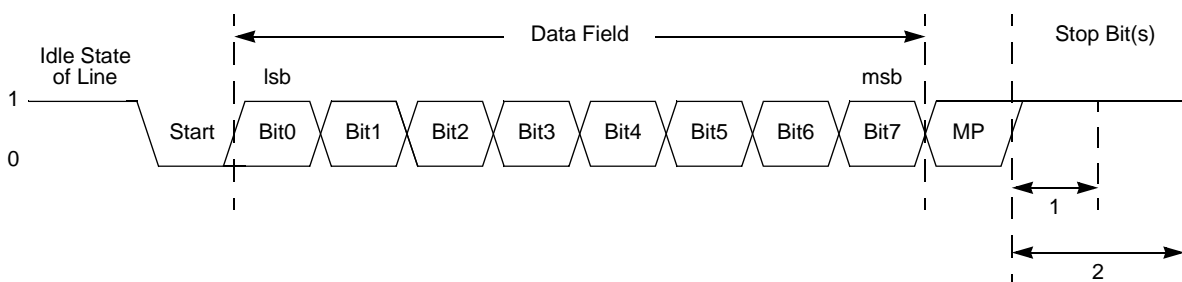 Data Field
Stop Bit(s)
Idle State
of Line
lsb
msb
1
Start
Bit0
Bit1
Bit2
Bit3
Bit4
Bit5
Bit6
Bit7
MP
0
1
2